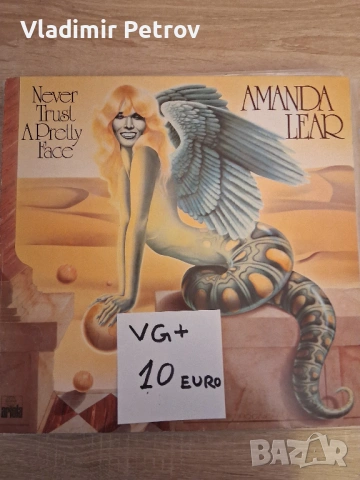 Vladimir Petrov
Never
Trust
A Pretty
Face
AMANDA
LEAR
VG+
10 EURO
ariola
BAZAR